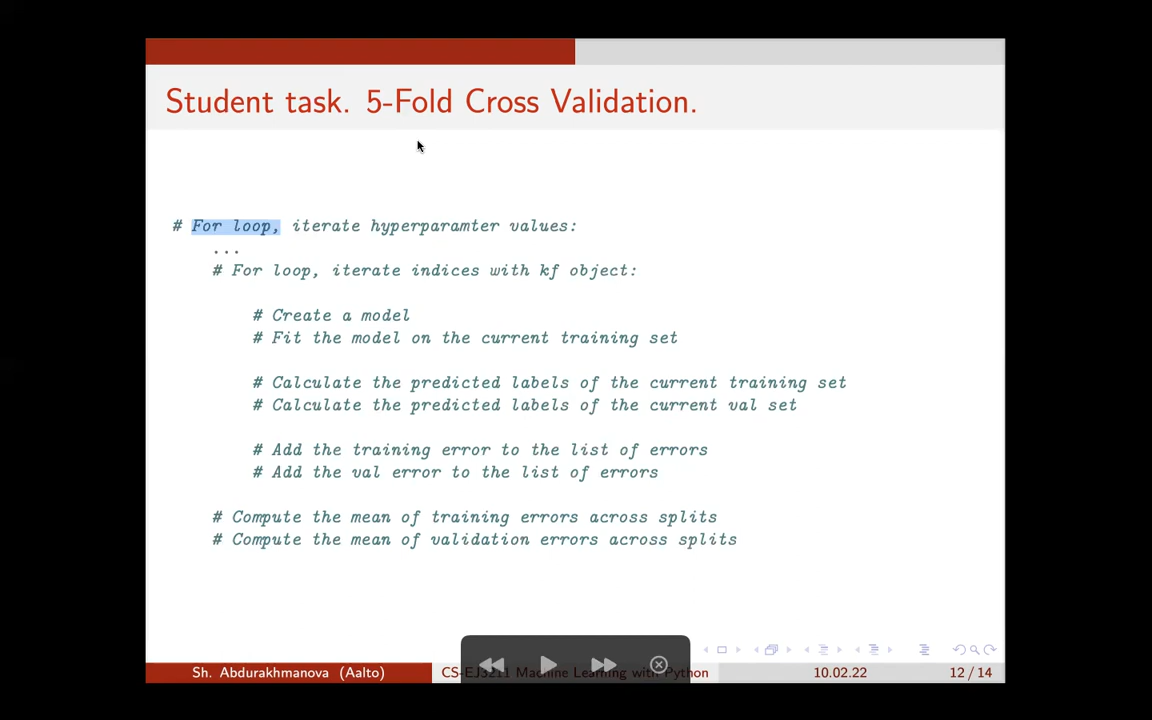 Student task. 5-Fold Cross Validation.
# For loop, iterate hyperparamter values:
...
# For loop, iterate indices with kf object:
# Create a model
# Fit the model on the current training set
# Calculate the predicted labels of the current training set
# Calculate the predicted labels of the current val set
# Add the training error to the list of errors
# Add the val error to the list of errors
# Compute the mean of training errors across splits
# Compute the mean of validation errors across splits
Sh. Abdurakhmanova (Aalto) CS-EJ3211 Machine Learning with Python 10.02.22 12 / 14